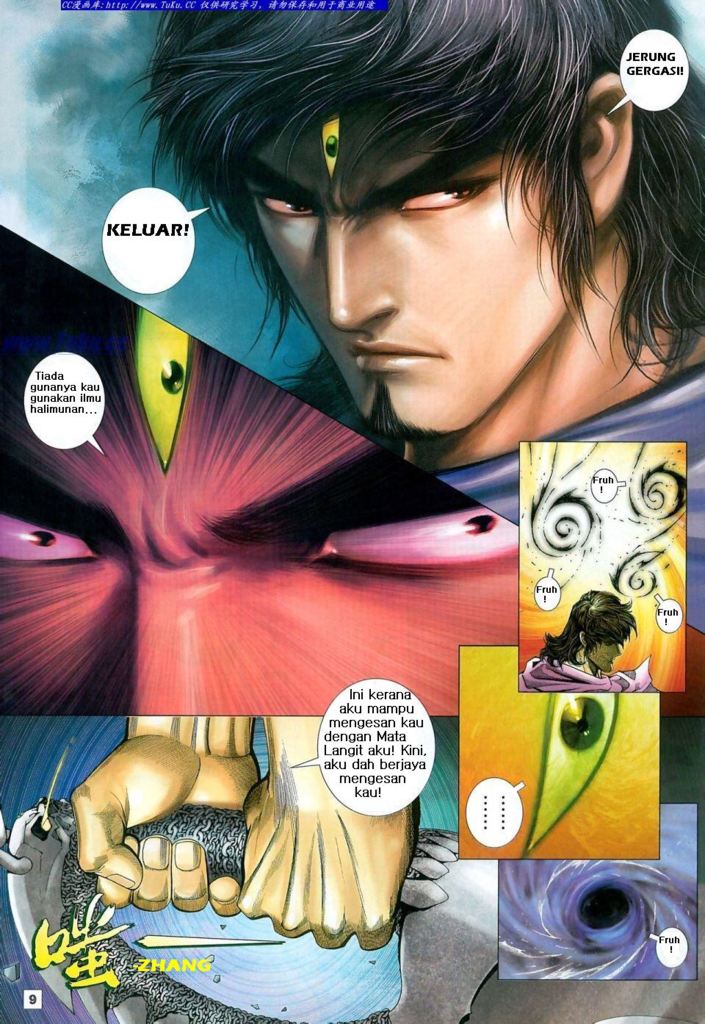 CC漫画库:http://www.TuKu.CC 仅供研究学习，请勿保存和用于商业用途
JERUNG
GERGASI!
KELUAR!
www.TuKu.cc
Tiada
gunanya kau
gunakan ilmu
halimunan...
Fruh
!
Fruh
!
Fruh
!
Ini kerana
aku mampu
mengesan kau
dengan Mata
Langit aku! Kini,
aku dah berjaya
mengesan
kau!
......
Fruh
!
ZHANG
9